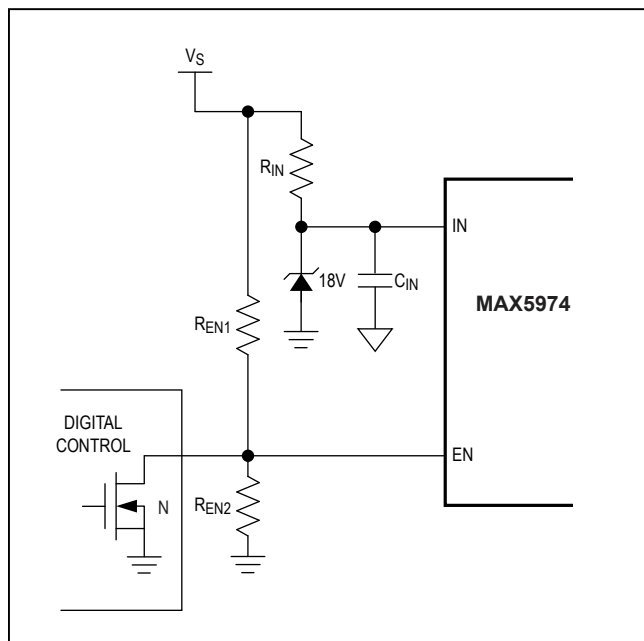 VS
RIN
IN
18V
CIN
MAX5974
REN1
DIGITAL
CONTROL
EN
N
REN2